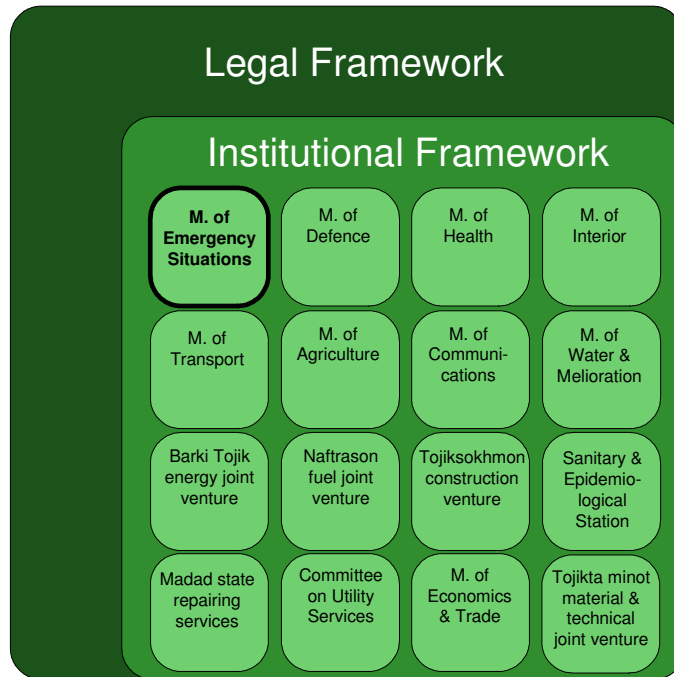 Legal Framework
Institutional Framework
M. of
Emergency
Situations
M. of
Defence
M. of
Health
M. of
Interior
M. of
Transport
M. of
Agriculture
M. of
Communi-
cations
M. of
Water &
Melioration
Barki Tojik
energy joint
venture
Naftrason
fuel joint
venture
Tojiksokhmon
construction
venture
Sanitary &
Epidemio-
logical
Station
Madad state
repairing
services
Committee
on Utility
Services
M. of
Economics
& Trade
Tojikta minot
material &
technical
joint venture